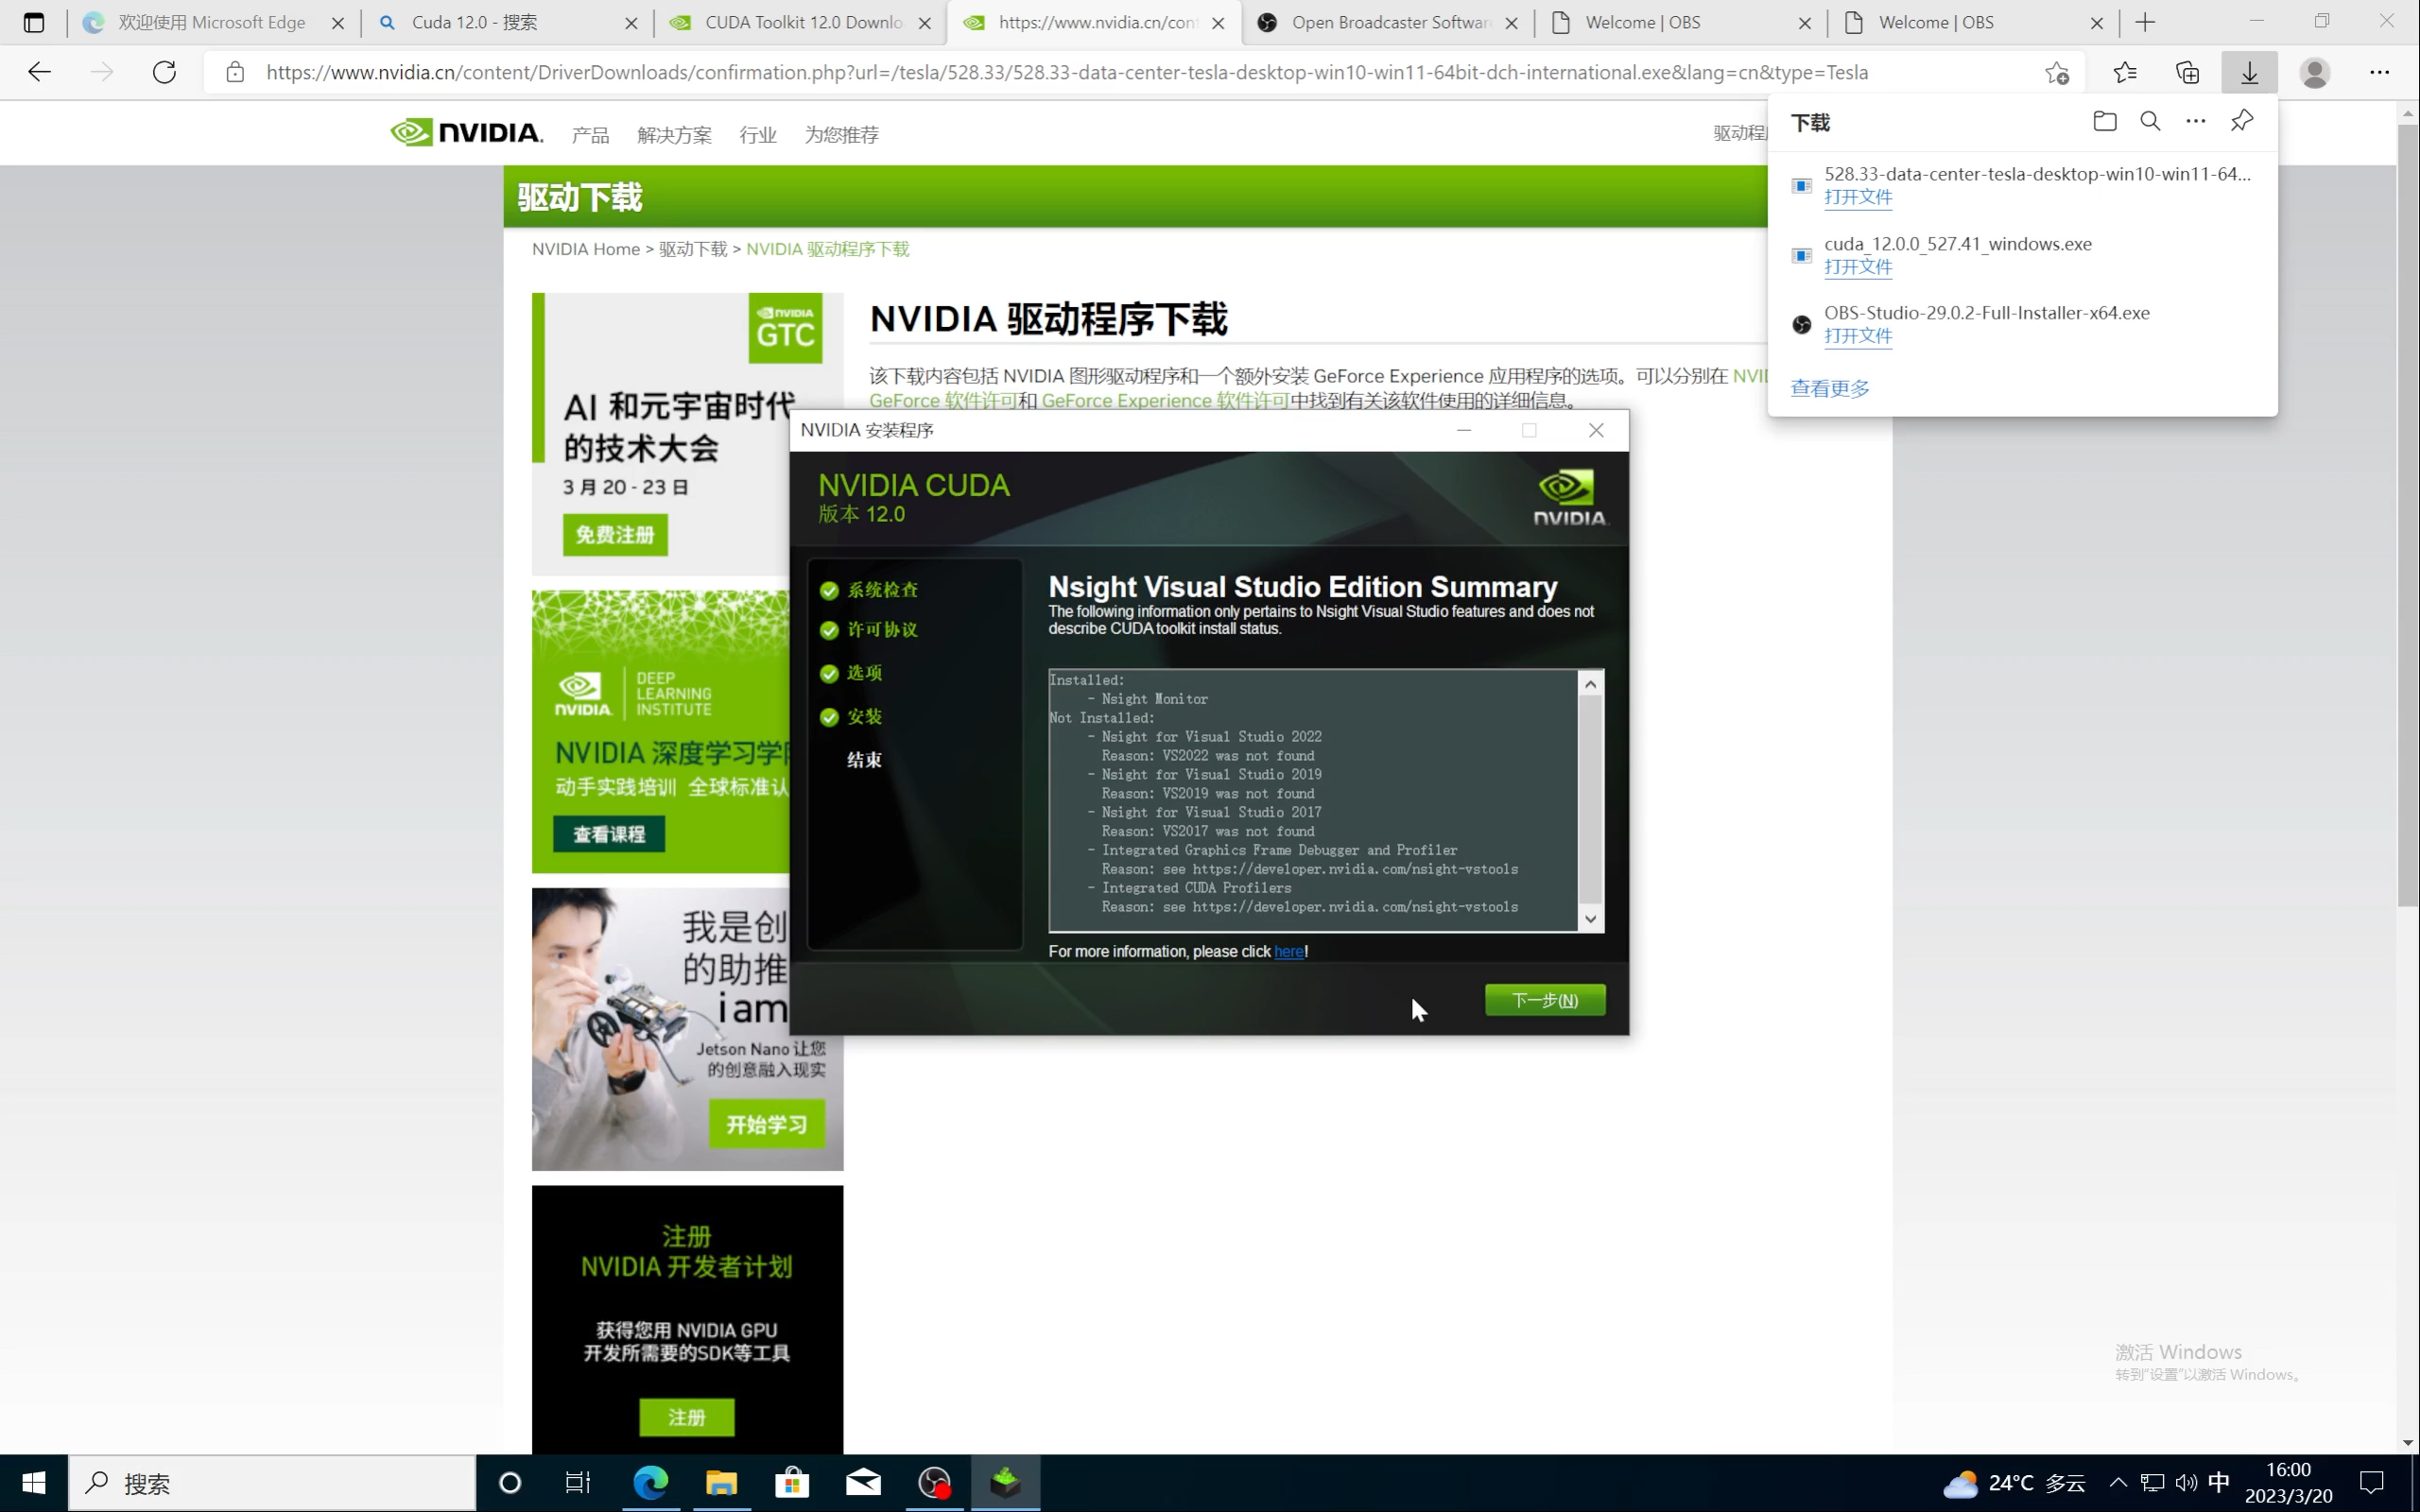 欢迎使用 Microsoft Edge
Cuda 12.0 - 搜索
CUDA Toolkit 12.0 Downlo
https://www.nvidia.cn/cont
Open Broadcaster Software
Welcome | OBS
Welcome | OBS
https://www.nvidia.cn/content/DriverDownloads/confirmation.php?url=/tesla/528.33/528.33-data-center-tesla-desktop-win10-win11-64bit-dch-international.exe&lang=cn&type=Tesla
NVIDIA.
产品
解决方案
行业
为您推荐
驱动程
下载
528.33-data-center-tesla-desktop-win10-win11-64...
打开文件
cuda_12.0.0_527.41_windows.exe
打开文件
OBS-Studio-29.0.2-Full-Installer-x64.exe
打开文件
查看更多
驱动下载
NVIDIA Home > 驱动下载 > NVIDIA 驱动程序下载
NVIDIA
GTC
AI 和元宇宙时代
的技术大会
3 月 20 - 23 日
免费注册
NVIDIA 驱动程序下载
该下载内容包括 NVIDIA 图形驱动程序和一个额外安装 GeForce Experience 应用程序的选项。可以分别在 NVI
GeForce 软件许可和 GeForce Experience 软件许可中找到有关该软件使用的详细信息。
NVIDIA.
DEEP
LEARNING
INSTITUTE
NVIDIA 深度学习学
动手实践培训 全球标准认
查看课程
我是创
的助推
i am
Jetson Nano 让您
的创意融入现实
开始学习
注册
NVIDIA 开发者计划
获得您用 NVIDIA GPU
开发所需要的SDK等工具
注册
NVIDIA 安装程序
NVIDIA CUDA
版本 12.0
NVIDIA.
系统检查
许可协议
选项
安装
结束
Nsight Visual Studio Edition Summary
The following information only pertains to Nsight Visual Studio features and does not
describe CUDA toolkit install status.
Installed:
- Nsight Monitor
Not Installed:
- Nsight for Visual Studio 2022
Reason: VS2022 was not found
- Nsight for Visual Studio 2019
Reason: VS2019 was not found
- Nsight for Visual Studio 2017
Reason: VS2017 was not found
- Integrated Graphics Frame Debugger and Profiler
Reason: see https://developer.nvidia.com/nsight-vstools
- Integrated CUDA Profilers
Reason: see https://developer.nvidia.com/nsight-vstools
For more information, please click here!
下一步(N)
激活 Windows
转到"设置"以激活 Windows。
搜索
24°C 多云
中
16:00
2023/3/20